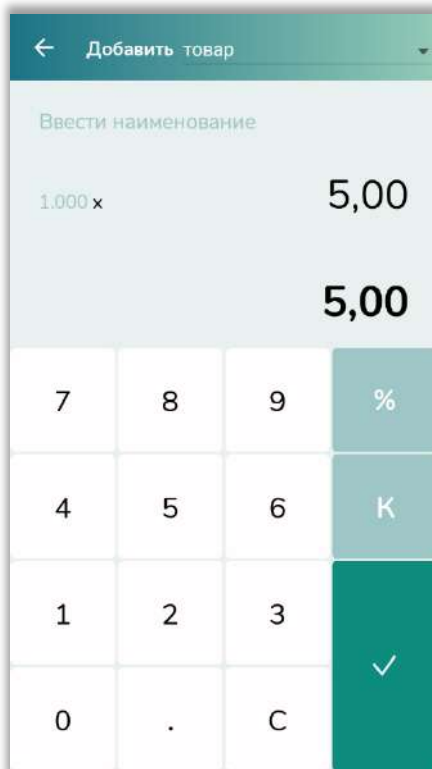 Добавить товар
Ввести наименование
1.000 x 5,00
5,00
7 8 9 %
4 5 6 К
1 2 3
0 . С